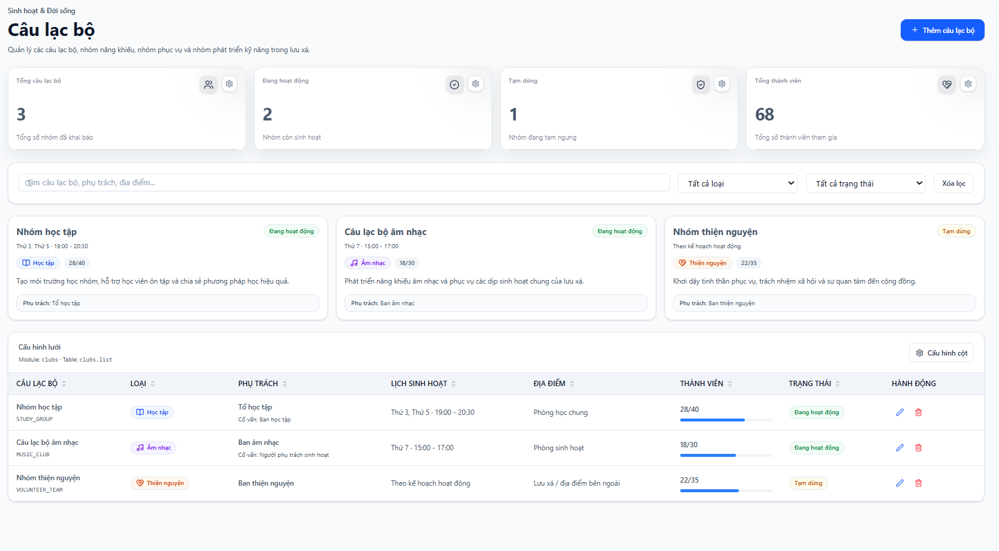 Sinh hoạt & Đời sống
Câu lạc bộ
Quản lý các câu lạc bộ, nhóm năng khiếu, nhóm phục vụ và nhóm phát triển kỹ năng trong lưu xá.
+ Thêm câu lạc bộ
Tổng câu lạc bộ
3
Tổng số nhóm đã khai báo
Đang hoạt động
2
Nhóm còn sinh hoạt
Tạm dừng
1
Nhóm đang tạm ngưng
Tổng thành viên
68
Tổng số thành viên tham gia
Tìm câu lạc bộ, phụ trách, địa điểm...
Tất cả loại
Tất cả trạng thái
Xóa lọc
Nhóm học tập
Đang hoạt động
Thứ 3, Thứ 5 · 19:00 - 20:30
Học tập 28/40
Tạo môi trường học nhóm, hỗ trợ học viên ôn tập và chia sẻ phương pháp học hiệu quả.
Phụ trách: Tổ học tập
Câu lạc bộ âm nhạc
Đang hoạt động
Thứ 7 · 15:00 - 17:00
Âm nhạc 18/30
Phát triển năng khiếu âm nhạc và phục vụ các dịp sinh hoạt chung của lưu xá.
Phụ trách: Ban âm nhạc
Nhóm thiện nguyện
Tạm dừng
Theo kế hoạch hoạt động
Thiện nguyện 22/35
Khơi dậy tinh thần phục vụ, trách nhiệm xã hội và sự quan tâm đến cộng đồng.
Phụ trách: Ban thiện nguyện
Cấu hình lưới
Module: clubs · Table: clubs.list
Cấu hình cột
CÂU LẠC BỘ LOẠI PHỤ TRÁCH LỊCH SINH HOẠT ĐỊA ĐIỂM THÀNH VIÊN TRẠNG THÁI HÀNH ĐỘNG
Nhóm học tập
STUDY_GROUP
Học tập
Tổ học tập
Cố vấn: Ban học tập
Thứ 3, Thứ 5 · 19:00 - 20:30
Phòng học chung
28/40
Đang hoạt động
Câu lạc bộ âm nhạc
MUSIC_CLUB
Âm nhạc
Ban âm nhạc
Cố vấn: Người phụ trách sinh hoạt
Thứ 7 · 15:00 - 17:00
Phòng sinh hoạt
18/30
Đang hoạt động
Nhóm thiện nguyện
VOLUNTEER_TEAM
Thiện nguyện
Ban thiện nguyện
Theo kế hoạch hoạt động
Lưu xá / địa điểm bên ngoài
22/35
Tạm dừng